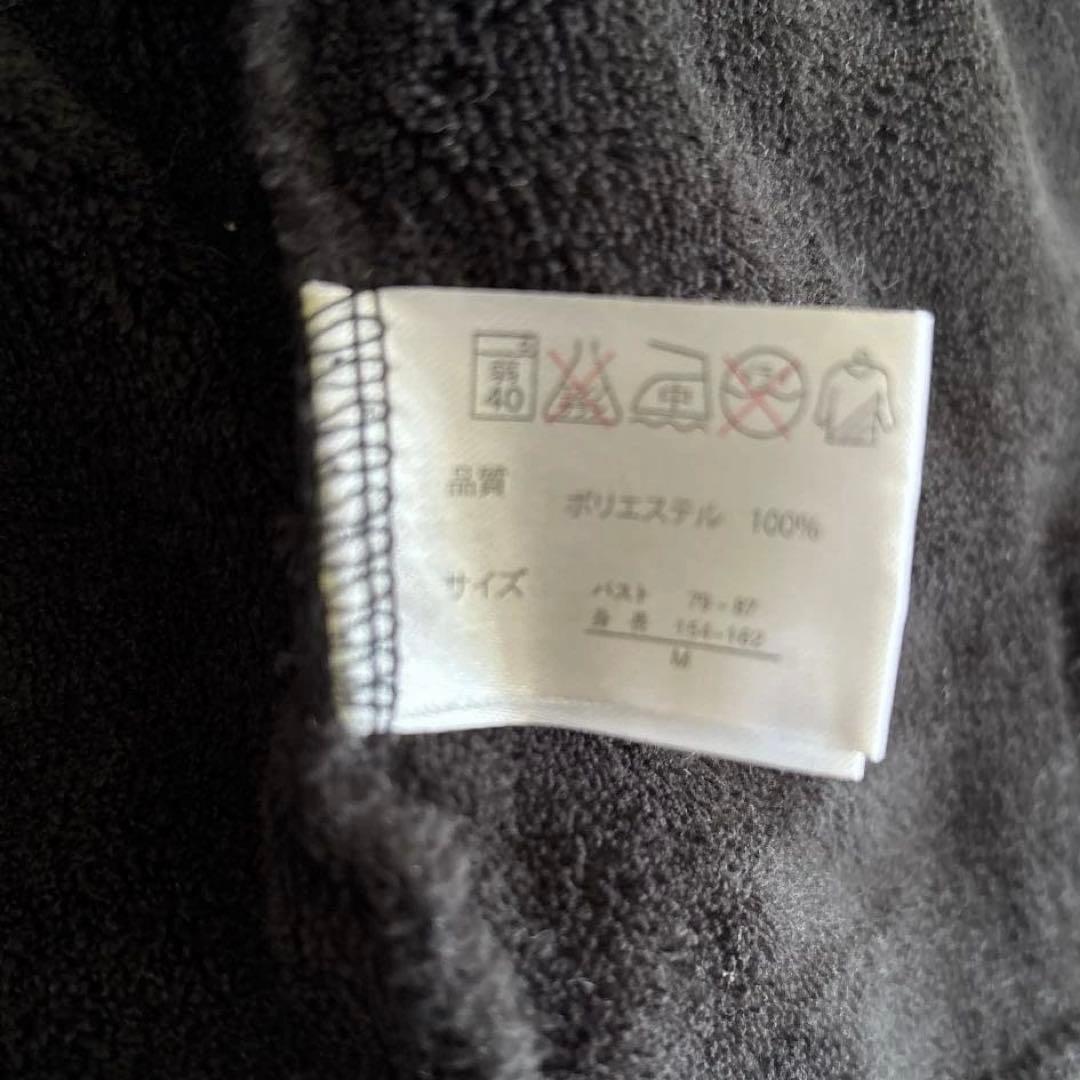 弱 40 中
品質
ポリエステル 100%
サイズ
バスト 79-87
身長 154-162
M